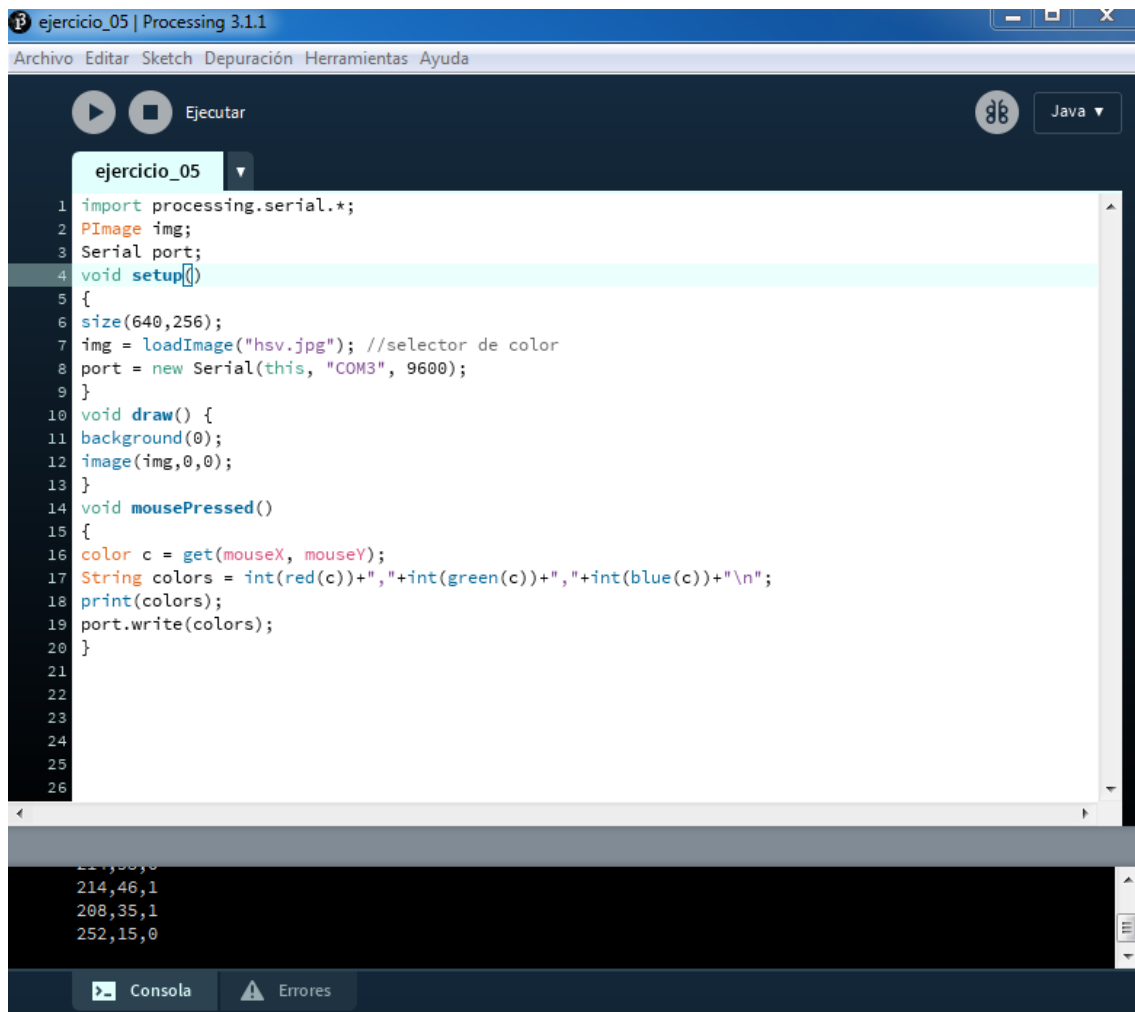 ejercicio_05 | Processing 3.1.1
Archivo Editar Sketch Depuración Herramientas Ayuda
Ejecutar
Java ▼
ejercicio_05 ▼
1 import processing.serial.*;
2 PImage img;
3 Serial port;
4 void setup()
5 {
6 size(640,256);
7 img = loadImage("hsv.jpg"); //selector de color
8 port = new Serial(this, "COM3", 9600);
9 }
10 void draw() {
11 background(0);
12 image(img,0,0);
13 }
14 void mousePressed()
15 {
16 color c = get(mouseX, mouseY);
17 String colors = int(red(c))+","+int(green(c))+","+int(blue(c))+"\n";
18 print(colors);
19 port.write(colors);
20 }
21
22
23
24
25
26
214,46,1
208,35,1
252,15,0
Consola
Errores